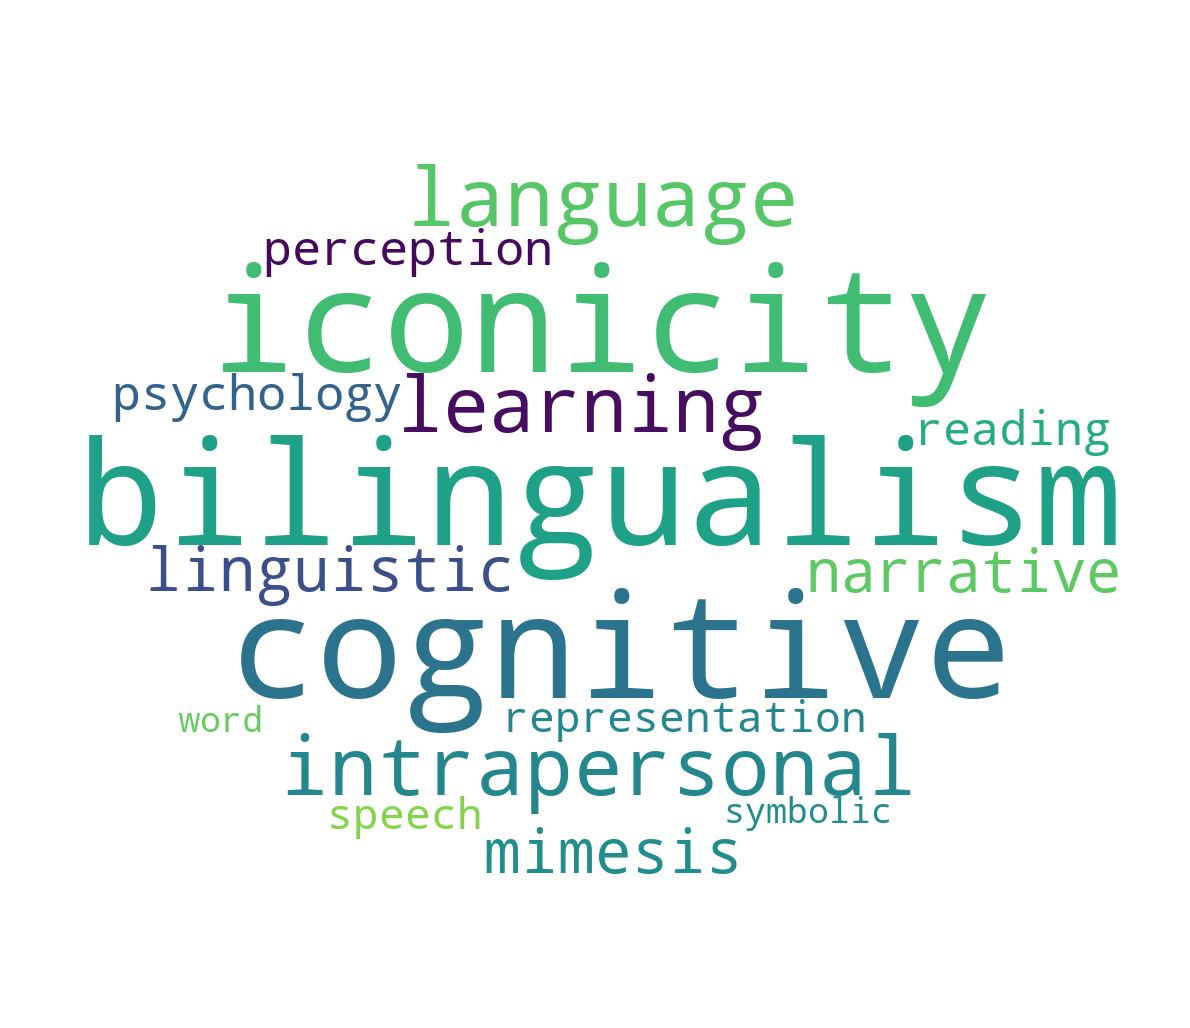 language
perception
iconicity
psychology learning
reading
bilingualism
linguistic narrative
cognitive
word representation
intrapersonal
speech symbolic
mimesis